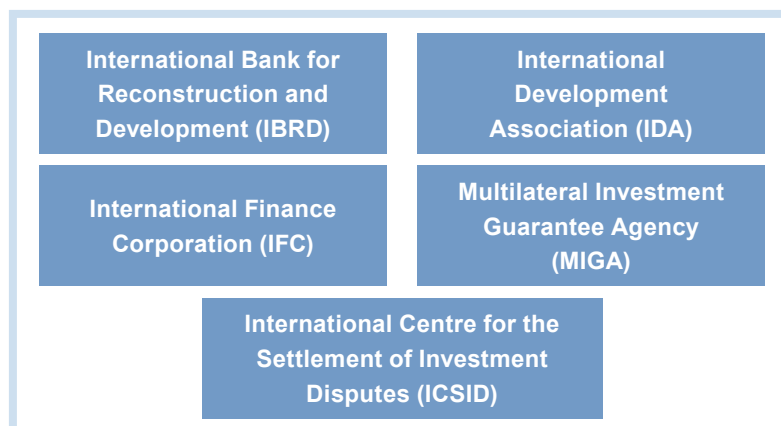 International Bank for
Reconstruction and
Development (IBRD)
International
Development
Association (IDA)
International Finance
Corporation (IFC)
Multilateral Investment
Guarantee Agency
(MIGA)
International Centre for the
Settlement of Investment
Disputes (ICSID)